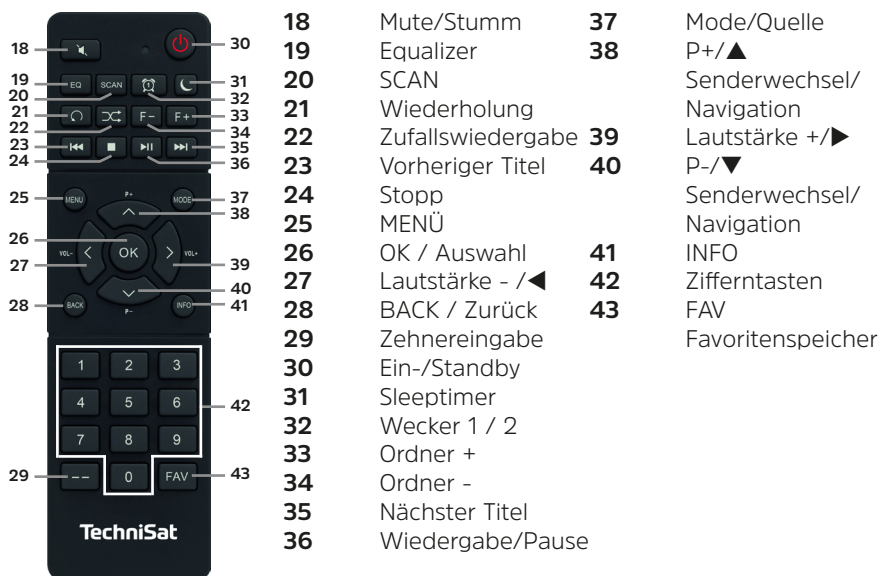 18
19
20
21
22
23
24
25
26
27
28
29
30
31
32
33
34
35
36
37
38
39
40
41
42
43
EQ SCAN 1
F- F+
MENU P+ MODE
VOL- OK VOL+
BACK P- INFO
1 2 3
4 5 6
7 8 9
-- 0 FAV
TechniSat
18 Mute/Stumm
19 Equalizer
20 SCAN
21 Wiederholung
22 Zufallswiedergabe
23 Vorheriger Titel
24 Stopp
25 MENÜ
26 OK / Auswahl
27 Lautstärke - /◀
28 BACK / Zurück
29 Zehnereingabe
30 Ein-/Standby
31 Sleeptimer
32 Wecker 1 / 2
33 Ordner +
34 Ordner -
35 Nächster Titel
36 Wiedergabe/Pause
37 Mode/Quelle
38 P+/▲
Senderwechsel/
Navigation
39 Lautstärke +/▶
40 P-/▼
Senderwechsel/
Navigation
41 INFO
42 Zifferntasten
43 FAV
Favoritenspeicher